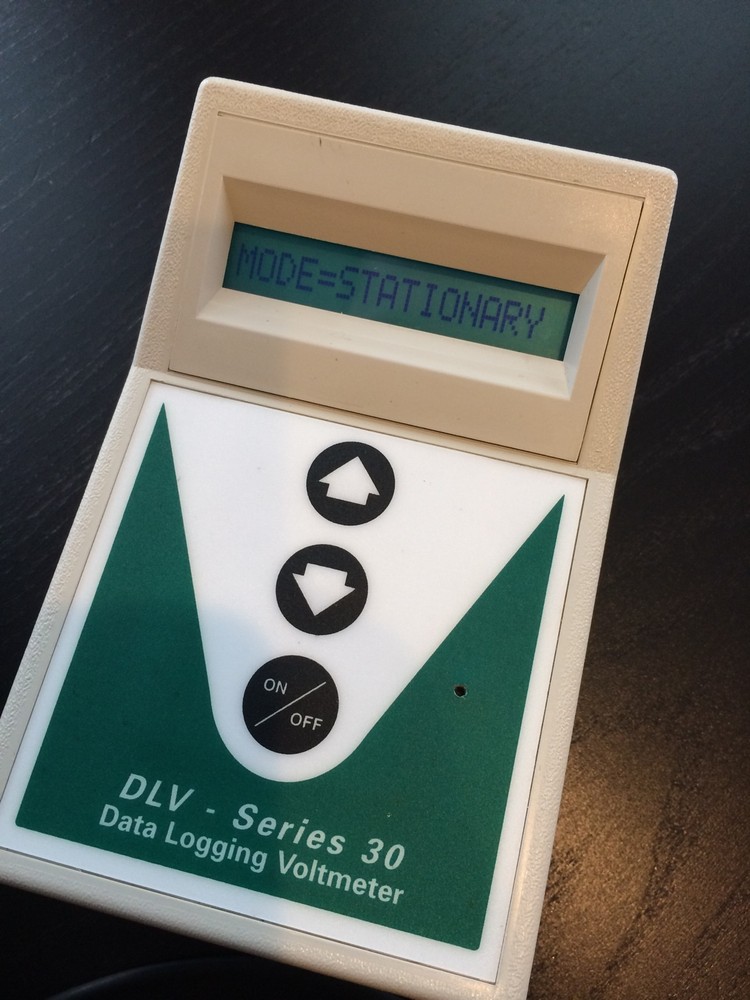 MODE=STATIONARY
ON
OFF
DLV - Series 30
Data Logging Voltmeter